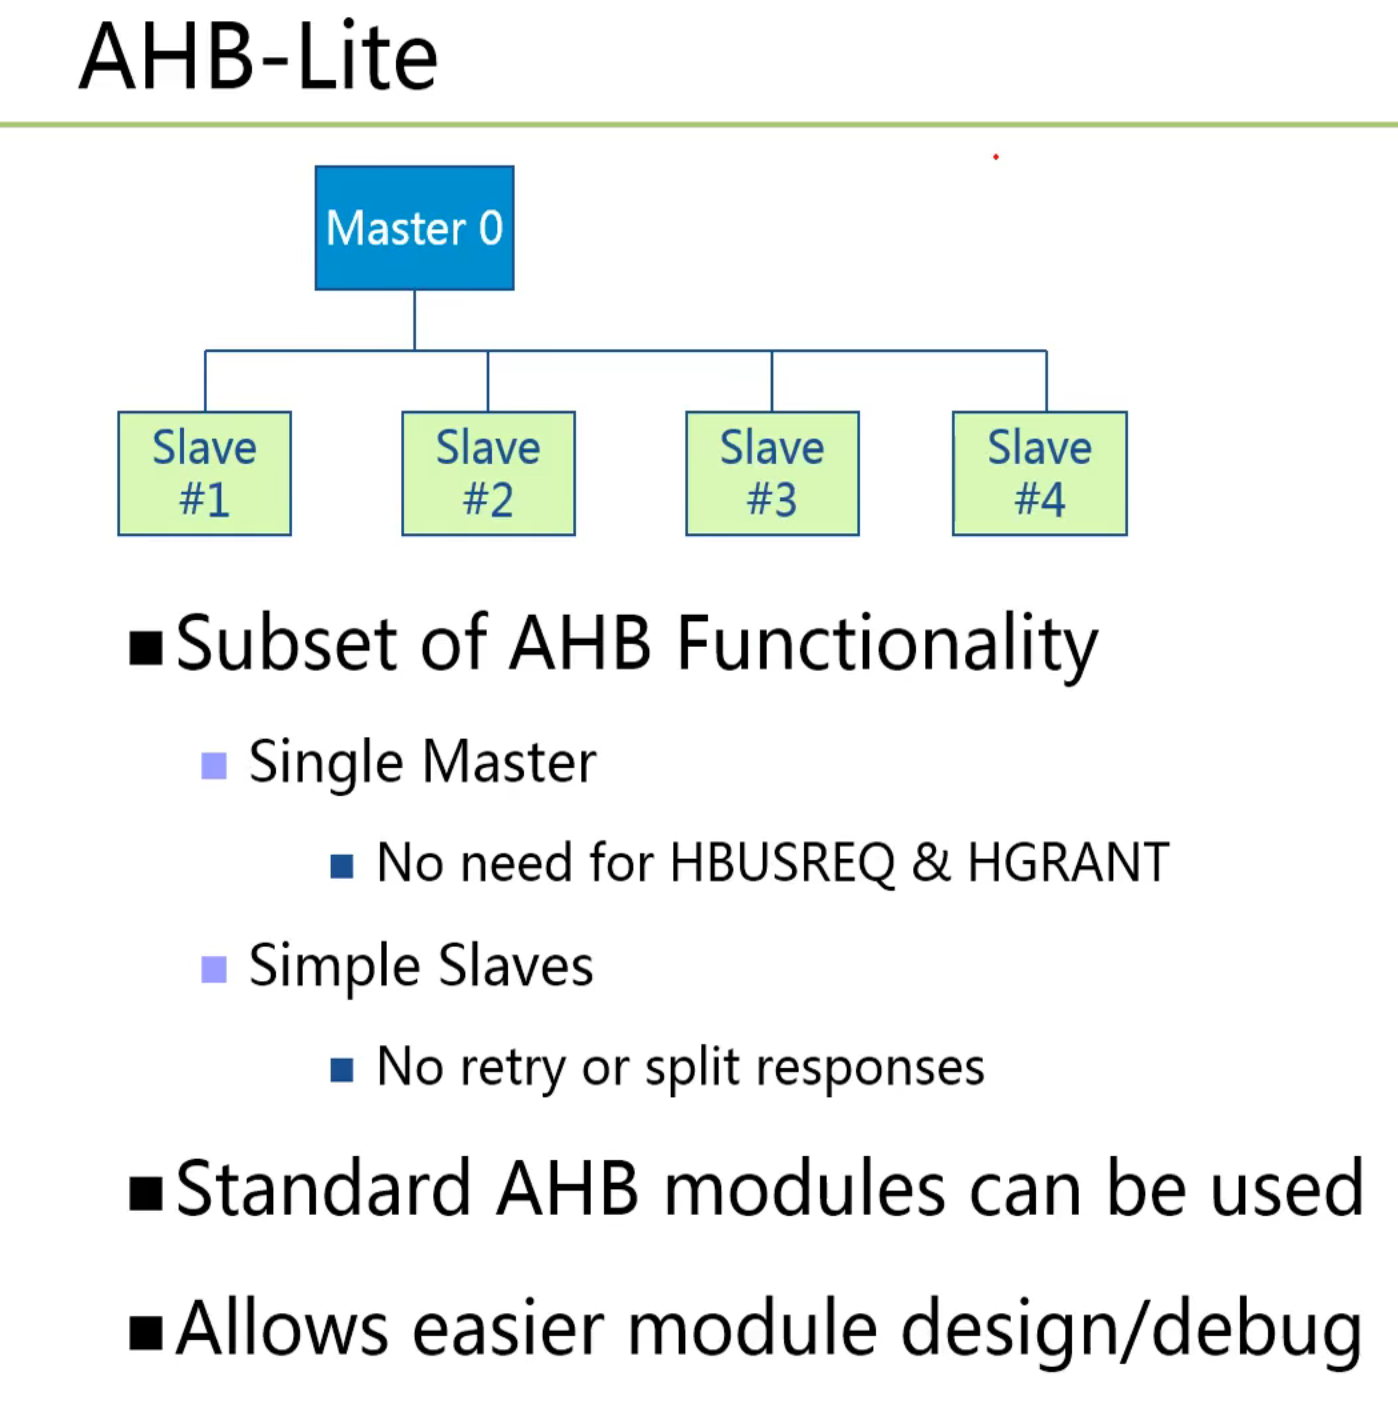 AHB-Lite
Master 0
Slave
#1
Slave
#2
Slave
#3
Slave
#4
Subset of AHB Functionality
Single Master
No need for HBUSREQ & HGRANT
Simple Slaves
No retry or split responses
Standard AHB modules can be used
Allows easier module design/debug